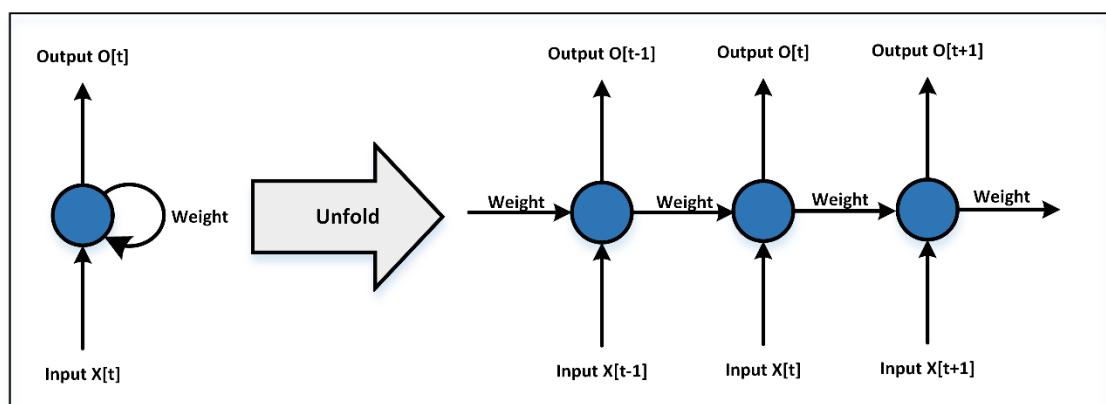 Output O[t]
Output O[t-1]
Output O[t]
Output O[t+1]
Weight
Unfold
Weight
Weight
Weight
Weight
Input X[t]
Input X[t-1]
Input X[t]
Input X[t+1]